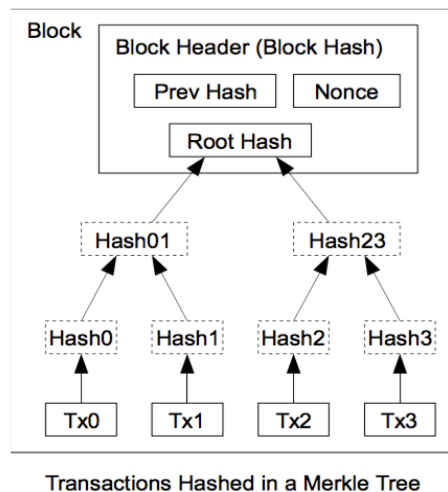 Block
Block Header (Block Hash)
Prev Hash
Nonce
Root Hash
Hash01
Hash23
Hash0
Hash1
Hash2
Hash3
Tx0
Tx1
Tx2
Tx3
Transactions Hashed in a Merkle Tree